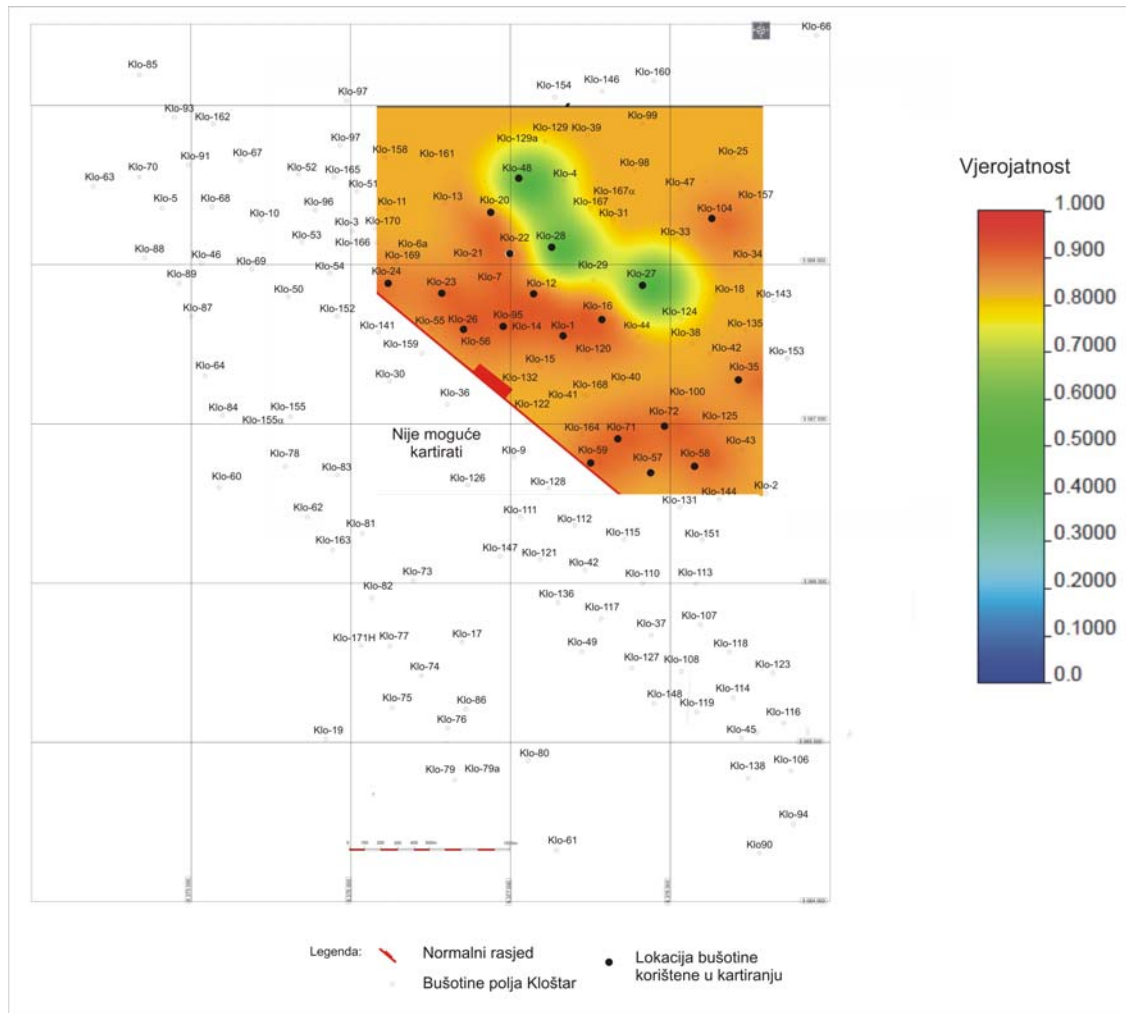 Klo-66
Klo-85
Klo-160
Klo-146
Klo-154
Klo-97
Klo-93
Klo-162
Klo-99
Klo-129 Klo-39
Klo-129a
Klo-97
Klo-158
Klo-161
Klo-25
Klo-91
Klo-67
Klo-52
Klo-165
Klo-98
Klo-48
Klo-4
Klo-70
Klo-63
Klo-51
Klo-47
Klo-157
Klo-167α
Klo-13
Klo-5
Klo-68
Klo-96
Klo-11
Klo-20
Klo-167
Klo-31
Klo-104
Klo-10
Klo-3
Klo-170
Klo-53
Klo-166
Klo-6a
Klo-169
Klo-22
Klo-28
Klo-33
Klo-21
Klo-88
Klo-46
Klo-69
Klo-54
Klo-29
Klo-34
Klo-89
Klo-24
Klo-23
Klo-7
Klo-12
Klo-27
Klo-18
Klo-143
Klo-50
Klo-87
Klo-152
Klo-55
Klo-26
Klo-95
Klo-14
Klo-1
Klo-16
Klo-124
Klo-44
Klo-38
Klo-135
Klo-141
Klo-56
Klo-159
Klo-120
Klo-42
Klo-153
Klo-15
Klo-64
Klo-30
Klo-132
Klo-168
Klo-40
Klo-35
Klo-36
Klo-41
Klo-100
Klo-122
Klo-84
Klo-155
Klo-155α
Klo-72
Klo-125
Nije moguće
kartirati
Klo-164
Klo-71
Klo-43
Klo-78
Klo-83
Klo-9
Klo-59
Klo-57
Klo-58
Klo-60
Klo-126
Klo-128
Klo-2
Klo-144
Klo-131
Klo-62
Klo-81
Klo-111
Klo-112
Klo-115
Klo-151
Klo-163
Klo-147
Klo-121
Klo-42
Klo-73
Klo-110
Klo-113
Klo-82
Klo-136
Klo-117
Klo-37
Klo-107
Klo-171H
Klo-77
Klo-17
Klo-49
Klo-118
Klo-127
Klo-108
Klo-74
Klo-123
Klo-75
Klo-86
Klo-148
Klo-119
Klo-114
Klo-76
Klo-116
Klo-19
Klo-45
Klo-80
Klo-79
Klo-79a
Klo-138
Klo-106
Klo-94
Klo-61
Klo90
Vjerojatnost
1.000
0.900
0.8000
0.7000
0.6000
0.5000
0.4000
0.3000
0.2000
0.1000
0.0
Legenda:
Normalni rasjed
Bušotine polja Kloštar
Lokacija bušotine
korištene u kartiranju